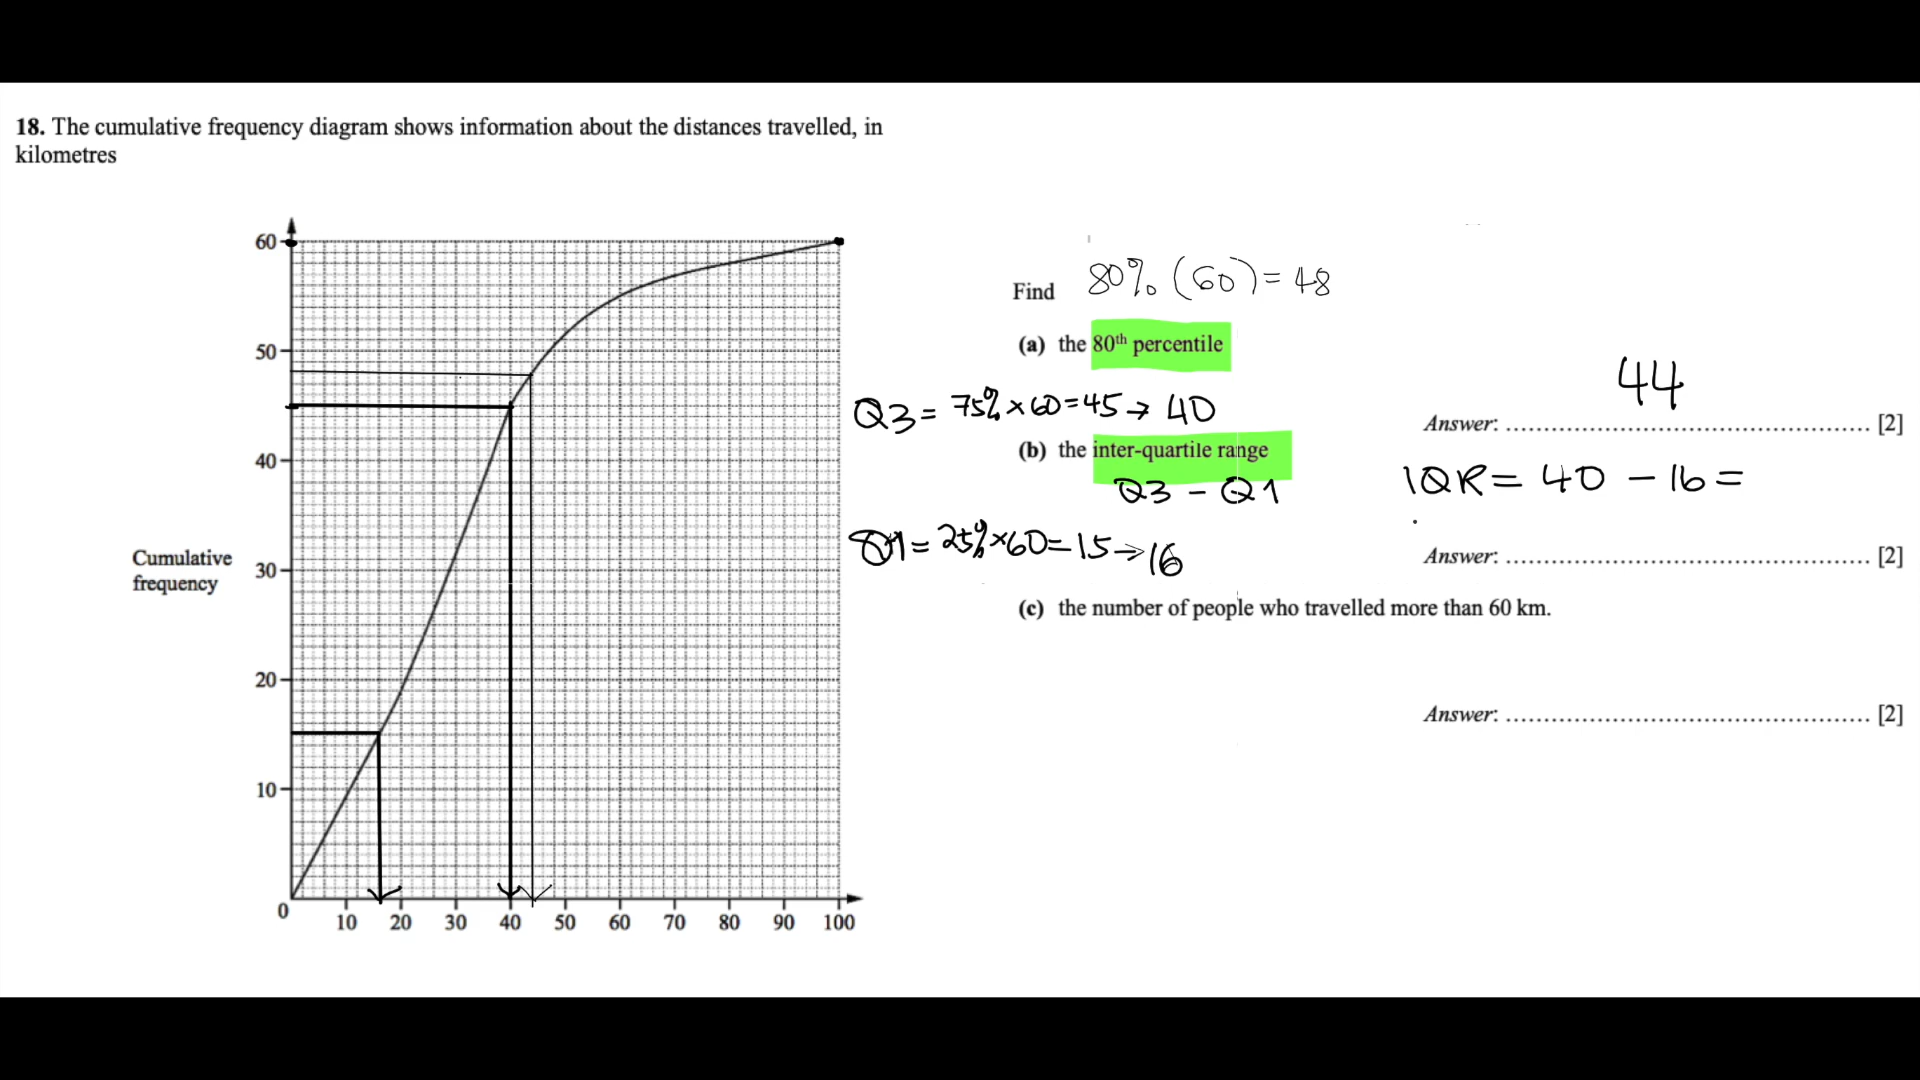 18. The cumulative frequency diagram shows information about the distances travelled, in
kilometres
60
50
40
30
20
10
0
Cumulative
frequency
10 20 30 40 50 60 70 80 90 100
Find 80% (60) = 48
(a) the 80th percentile
44
Answer: ................................................ [2]
Q3 = 75% × 60 = 45 → 40
(b) the inter-quartile range
Q3 - Q1
IQR = 40 - 16 =
Q1 = 25% × 60 = 15 → 16
Answer: ................................................ [2]
(c) the number of people who travelled more than 60 km.
Answer: ................................................ [2]